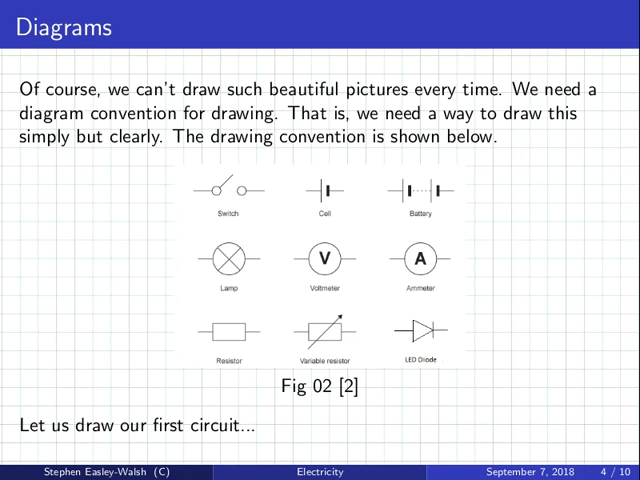 Diagrams
Of course, we can't draw such beautiful pictures every time. We need a
diagram convention for drawing. That is, we need a way to draw this
simply but clearly. The drawing convention is shown below.
Switch Cell Battery
V A
Lamp Voltmeter Ammeter
Resistor Variable resistor LED Diode
Fig 02 [2]
Let us draw our first circuit...
Stephen Easley-Walsh (C) Electricity September 7, 2018 4 / 10